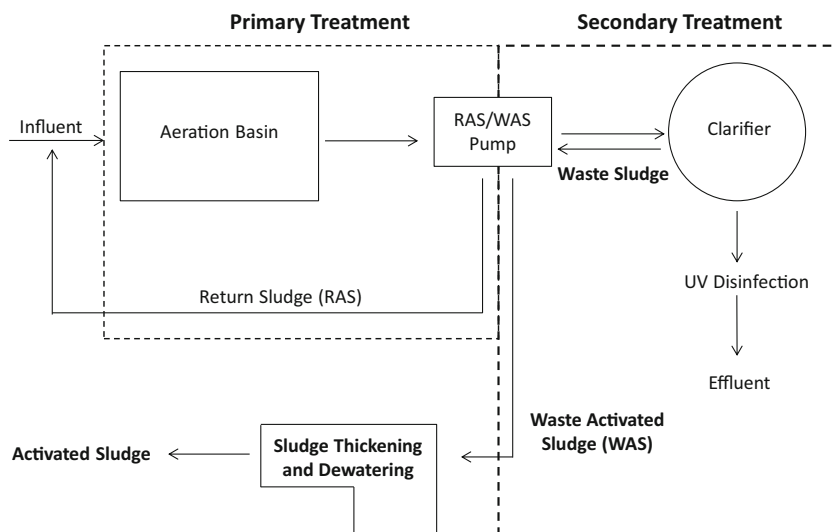 Primary Treatment
Secondary Treatment
Influent
Aeration Basin
RAS/WAS
Pump
Clarifier
Waste Sludge
UV Disinfection
Return Sludge (RAS)
Effluent
Waste Activated
Sludge (WAS)
Sludge Thickening
and Dewatering
Activated Sludge